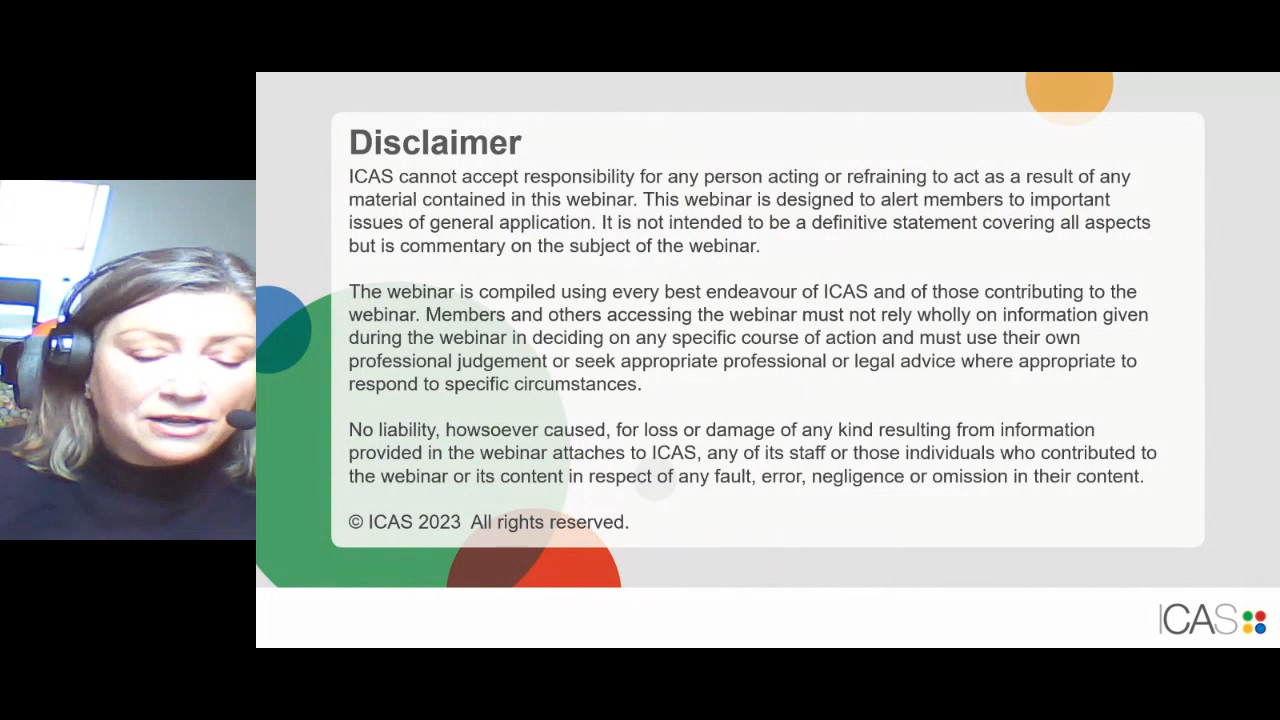 Disclaimer
ICAS cannot accept responsibility for any person acting or refraining to act as a result of any
material contained in this webinar. This webinar is designed to alert members to important
issues of general application. It is not intended to be a definitive statement covering all aspects
but is commentary on the subject of the webinar.
The webinar is compiled using every best endeavour of ICAS and of those contributing to the
webinar. Members and others accessing the webinar must not rely wholly on information given
during the webinar in deciding on any specific course of action and must use their own
professional judgement or seek appropriate professional or legal advice where appropriate to
respond to specific circumstances.
No liability, howsoever caused, for loss or damage of any kind resulting from information
provided in the webinar attaches to ICAS, any of its staff or those individuals who contributed to
the webinar or its content in respect of any fault, error, negligence or omission in their content.
© ICAS 2023 All rights reserved.
ICAS